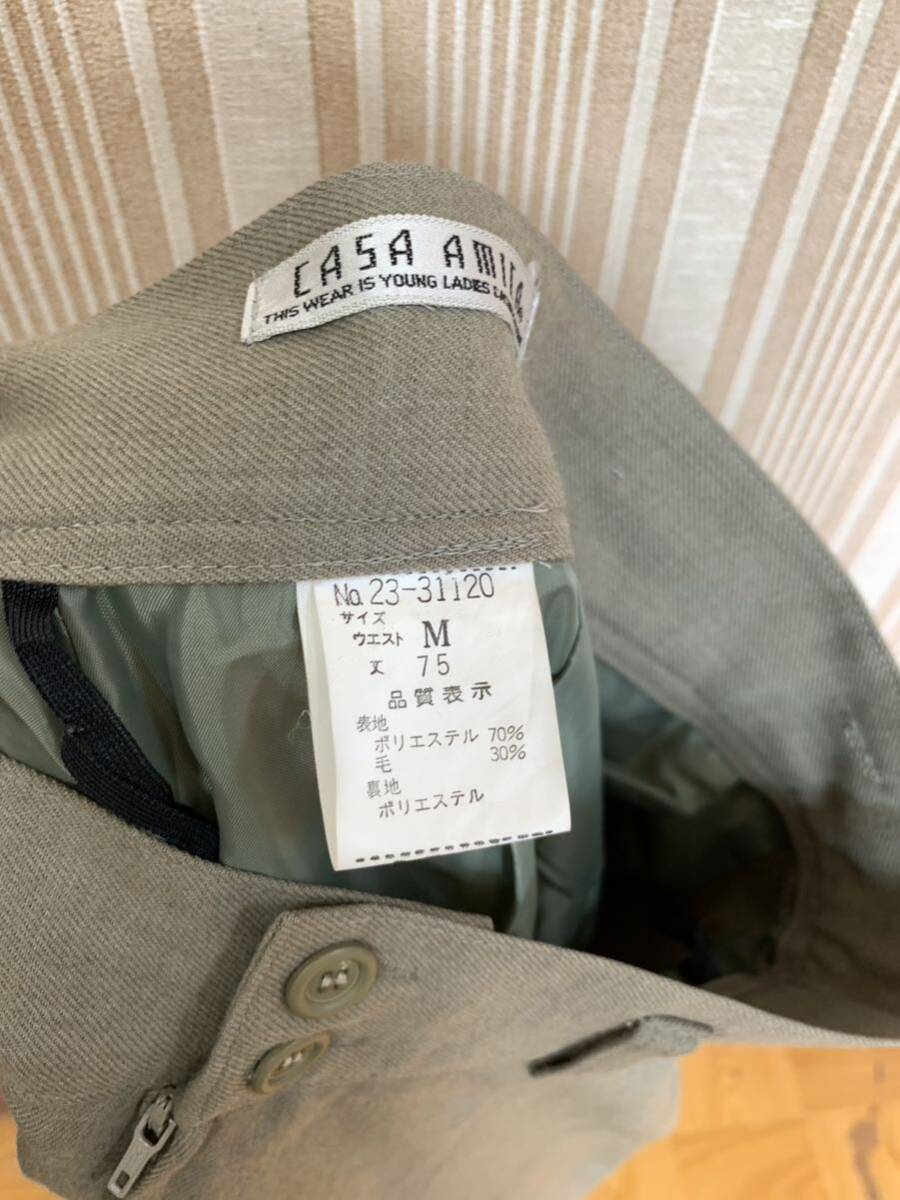 CASA
THIS WEAR IS YOUNG LADIES
No.23-31120
サイズ
ウエスト M
丈 75
品質表示
表地
ポリエステル 70%
毛 30%
裏地
ポリエステル